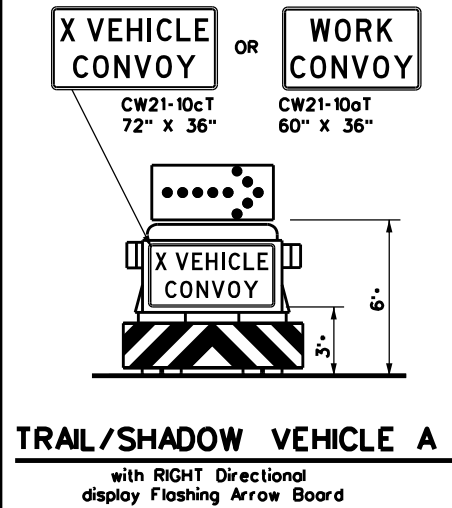 X VEHICLE
CONVOY
OR
WORK
CONVOY
CW21-10cT
72" X 36"
CW21-10aT
60" X 36"
X VEHICLE
CONVOY
3'
6'
TRAIL/SHADOW VEHICLE A
with RIGHT Directional
display Flashing Arrow Board